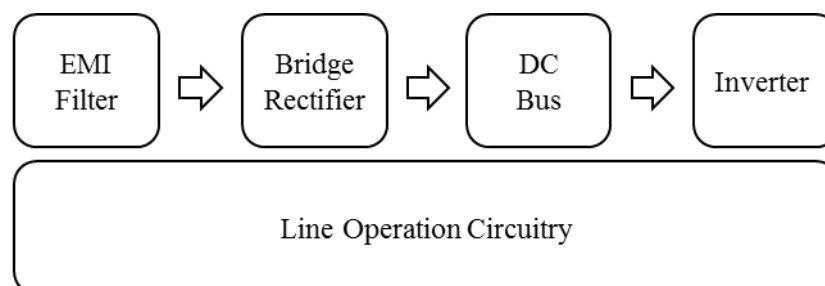 EMI
Filter
Bridge
Rectifier
DC
Bus
Inverter
Line Operation Circuitry